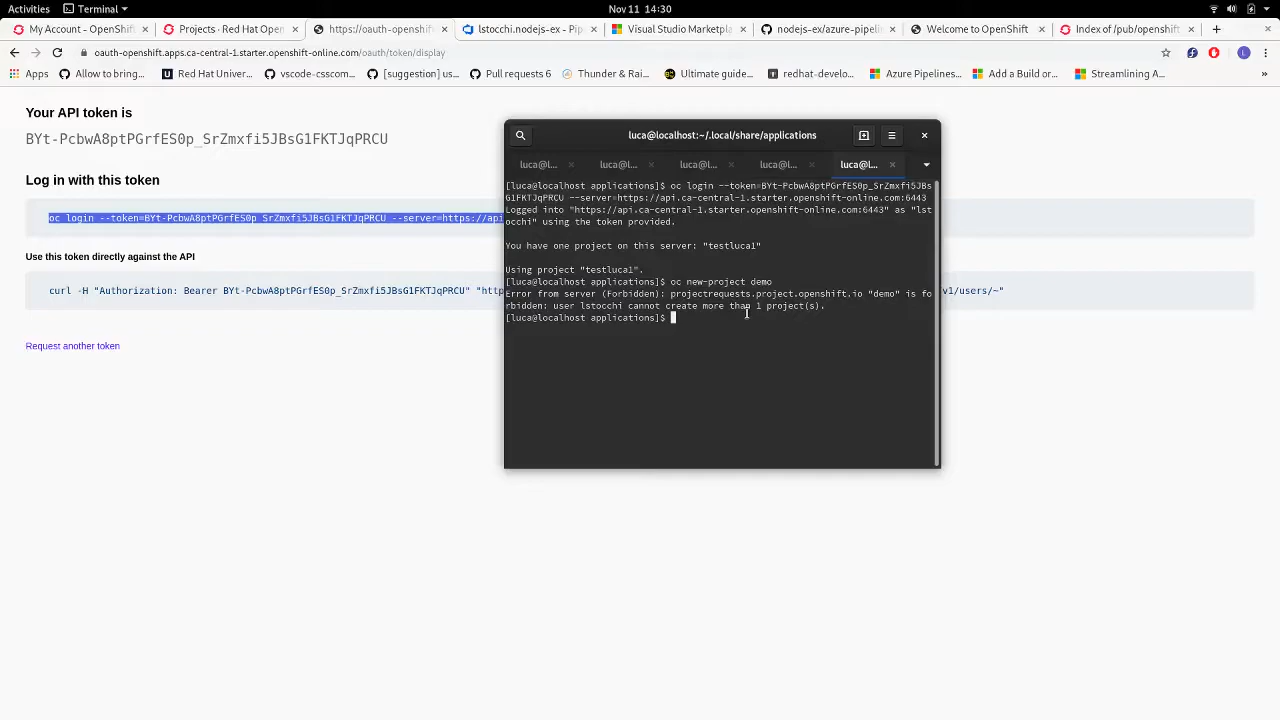 Activities
Terminal
Nov 11 14:30
My Account - OpenShift
Projects - Red Hat Open
https://oauth-openshift
lstocchi.nodejs-ex - Pip
Visual Studio Marketpla
nodejs-ex/azure-pipelin
Welcome to OpenShift
Index of /pub/openshift
oauth-openshift.apps.ca-central-1.starter.openshift-online.com/oauth/token/display
L
Apps
Allow to bring...
Red Hat Univer...
vscode-csscom...
[suggestion] us...
Pull requests 6
Thunder & Rai...
Ultimate guide...
redhat-develo...
Azure Pipelines...
Add a Build or...
Streamlining A...
Your API token is
BYt-PcbwA8ptPGrfES0p_SrZmxfi5JBsG1FKTJqPRCU
Log in with this token
oc login --token=BYt-PcbwA8ptPGrfES0p_SrZmxfi5JBsG1FKTJqPRCU --server=https://api
Use this token directly against the API
curl -H "Authorization: Bearer BYt-PcbwA8ptPGrfES0p_SrZmxfi5JBsG1FKTJqPRCU" "http
v1/users/~"
Request another token
luca@localhost:~/.local/share/applications
luca@l...
luca@l...
luca@l...
luca@l...
luca@l...
[luca@localhost applications]$ oc login --token=BYt-PcbwA8ptPGrfES0p_SrZmxfi5JBs
G1FKTJqPRCU --server=https://api.ca-central-1.starter.openshift-online.com:6443
Logged into "https://api.ca-central-1.starter.openshift-online.com:6443" as "lst
occhi" using the token provided.
You have one project on this server: "testluca1"
Using project "testluca1".
[luca@localhost applications]$ oc new-project demo
Error from server (Forbidden): projectrequests.project.openshift.io "demo" is fo
rbidden: user lstocchi cannot create more than 1 project(s).
[luca@localhost applications]$